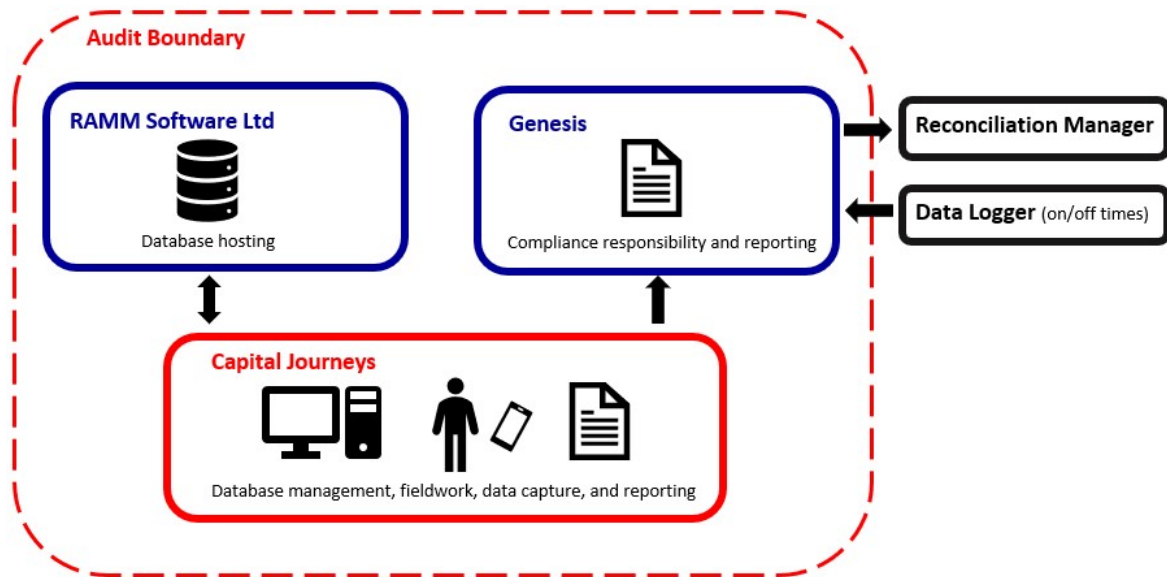 Audit Boundary
RAMM Software Ltd
Database hosting
Genesis
Compliance responsibility and reporting
Reconciliation Manager
Data Logger (on/off times)
Capital Journeys
Database management, fieldwork, data capture, and reporting